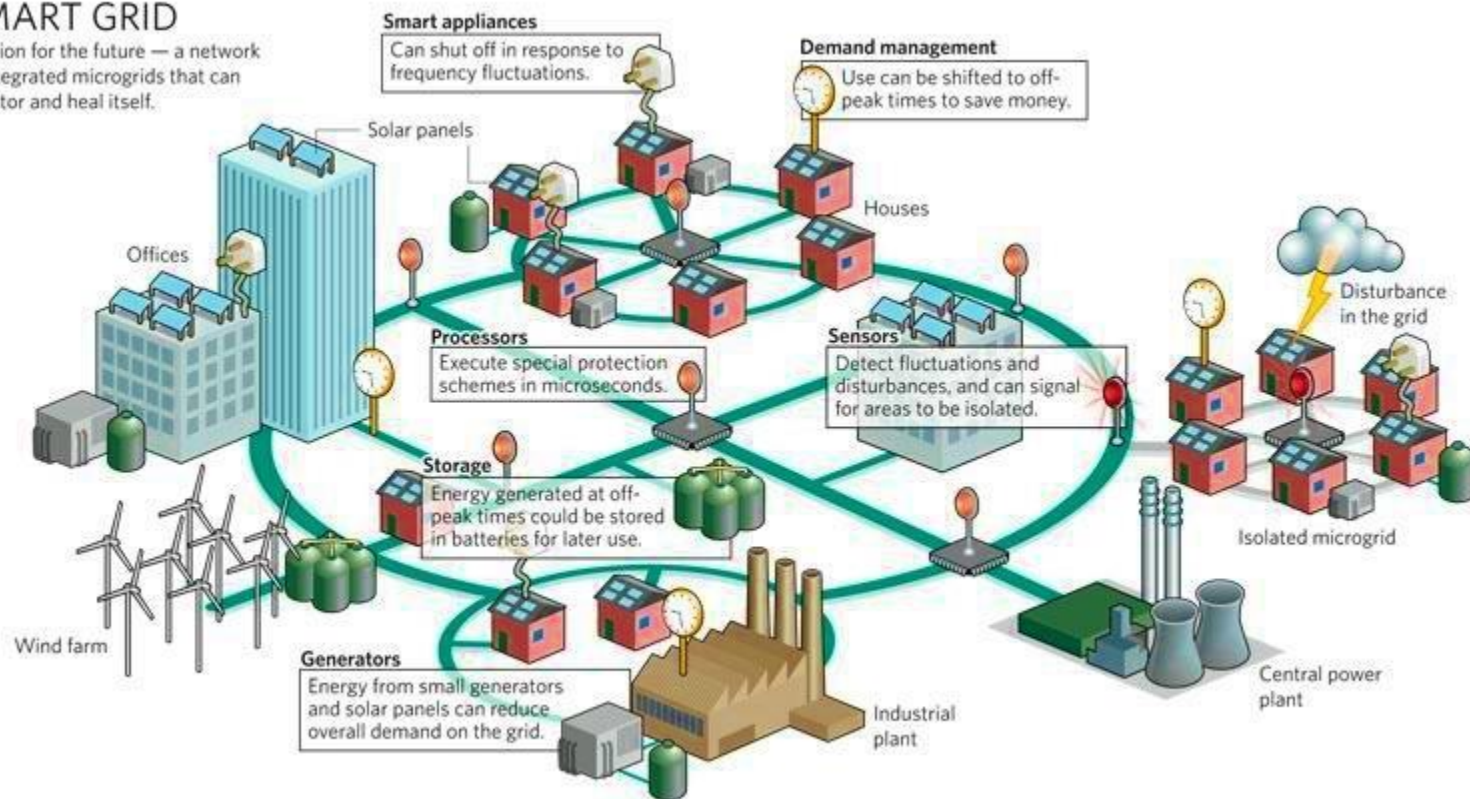 MART GRID
ion for the future — a network
egrated microgrids that can
tor and heal itself.
Smart appliances
Can shut off in response to
frequency fluctuations.
Demand management
Use can be shifted to off-
peak times to save money.
Solar panels
Houses
Offices
Disturbance
in the grid
Processors
Execute special protection
schemes in microseconds.
Sensors
Detect fluctuations and
disturbances, and can signal
for areas to be isolated.
Storage
Energy generated at off-
peak times could be stored
in batteries for later use.
Isolated microgrid
Wind farm
Generators
Energy from small generators
and solar panels can reduce
overall demand on the grid.
Central power
plant
Industrial
plant